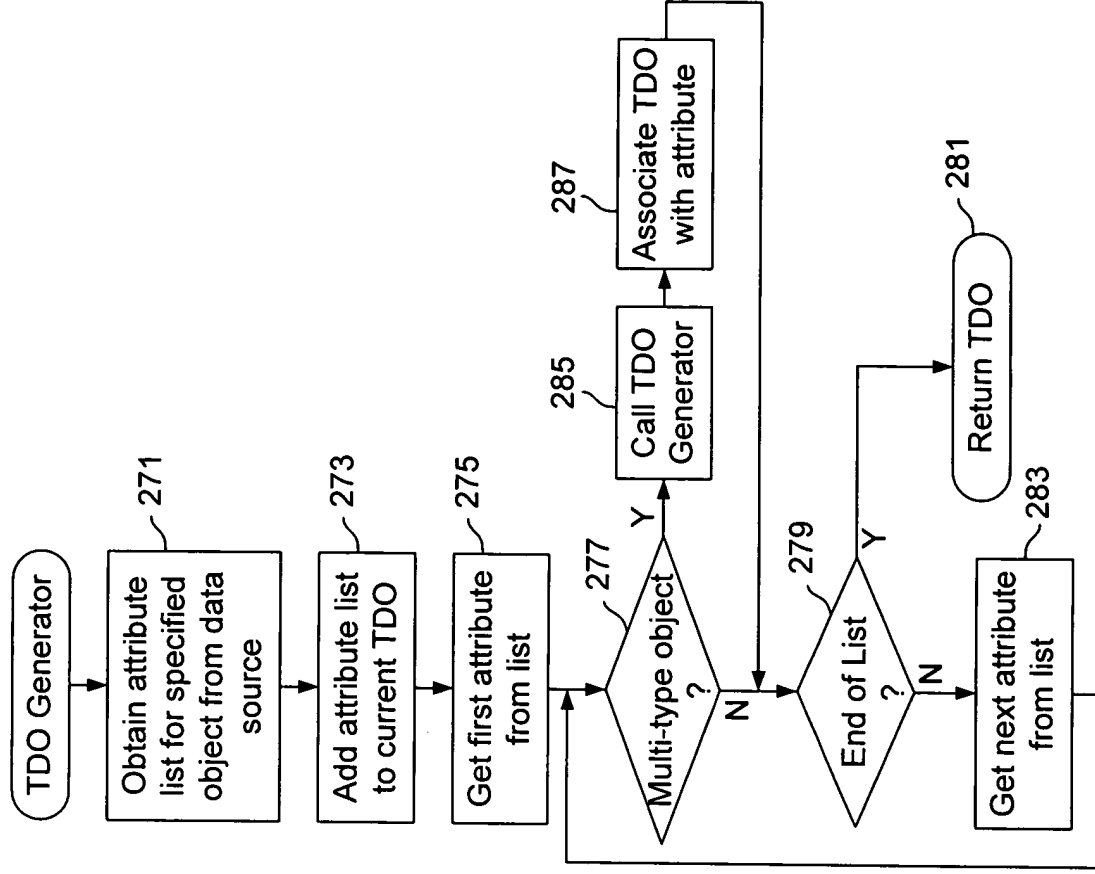 TDO Generator
271
Obtain attribute
list for specified
object from data
source
273
Add attribute list
to current TDO
275
Get first attribute
from list
277
Multi-type object
?
Y
N
285
Call TDO
Generator
287
Associate TDO
with attribute
279
End of List
?
Y
N
281
Return TDO
283
Get next attribute
from list